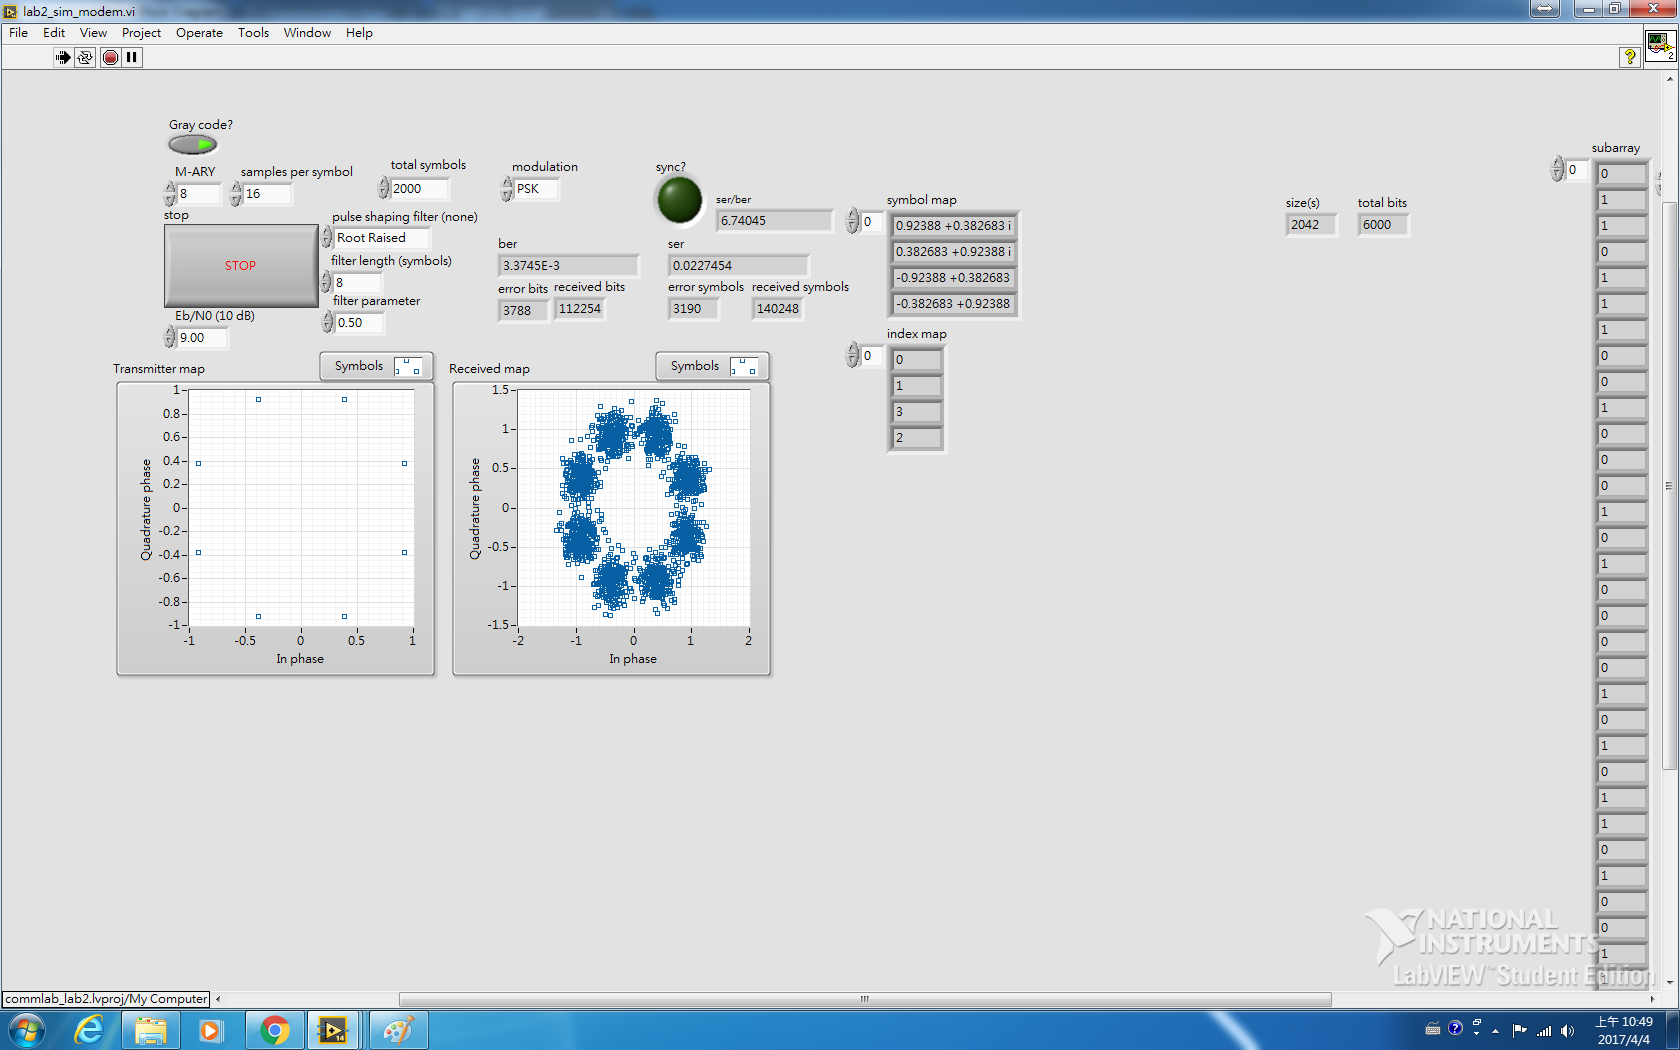 lab2_sim_modem.vi
File Edit View Project Operate Tools Window Help
2
Gray code?
M-ARY
8
samples per symbol
16
total symbols
2000
modulation
PSK
sync?
ser/ber
6.74045
stop
STOP
pulse shaping filter (none)
Root Raised
filter length (symbols)
8
filter parameter
0.50
Eb/N0 (10 dB)
9.00
ber
3.3745E-3
ser
0.0227454
error bits
3788
received bits
112254
error symbols
3190
received symbols
140248
symbol map
0
0.92388 +0.382683 i
0.382683 +0.92388 i
-0.92388 +0.382683
-0.382683 +0.92388
index map
0
0
1
3
2
size(s)
2042
total bits
6000
subarray
0
0
1
1
0
1
1
1
0
0
1
0
0
0
1
0
1
0
0
0
0
1
0
1
0
1
1
0
1
0
0
1
1
Transmitter map
Symbols
1
0.8
0.6
0.4
0.2
0
-0.2
-0.4
-0.6
-0.8
-1
Quadrature phase
-1 -0.5 0 0.5 1
In phase
Received map
Symbols
1.5
1
0.5
0
-0.5
-1
-1.5
Quadrature phase
-2 -1 0 1 2
In phase
NATIONAL
INSTRUMENTS
LabVIEW™ Student Edition
commlab_lab2.lvproj/My Computer
14
上午 10:49
2017/4/4